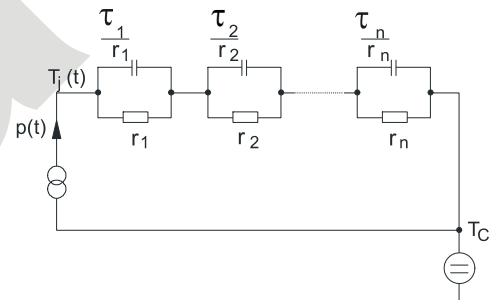 τ1/r1 τ2/r2 τn/rn
Tj(t)
p(t)
r1 r2 rn
TC